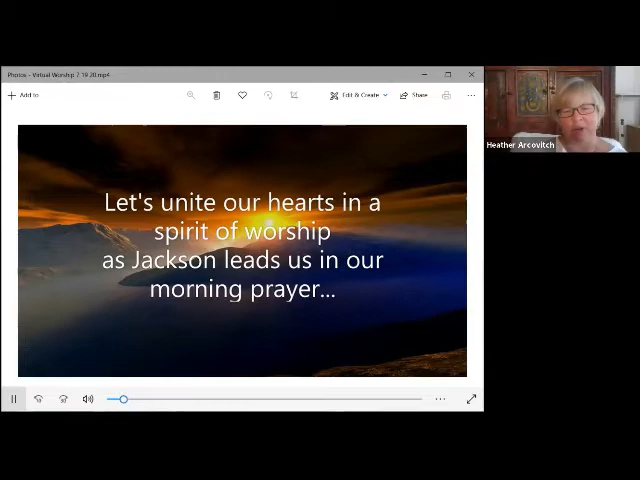 Photos - Virtual Worship 7 19 20.mp4
Add to
Edit & Create
Share
Heather Arcovitch
Let's unite our hearts in a
spirit of worship
as Jackson leads us in our
morning prayer...